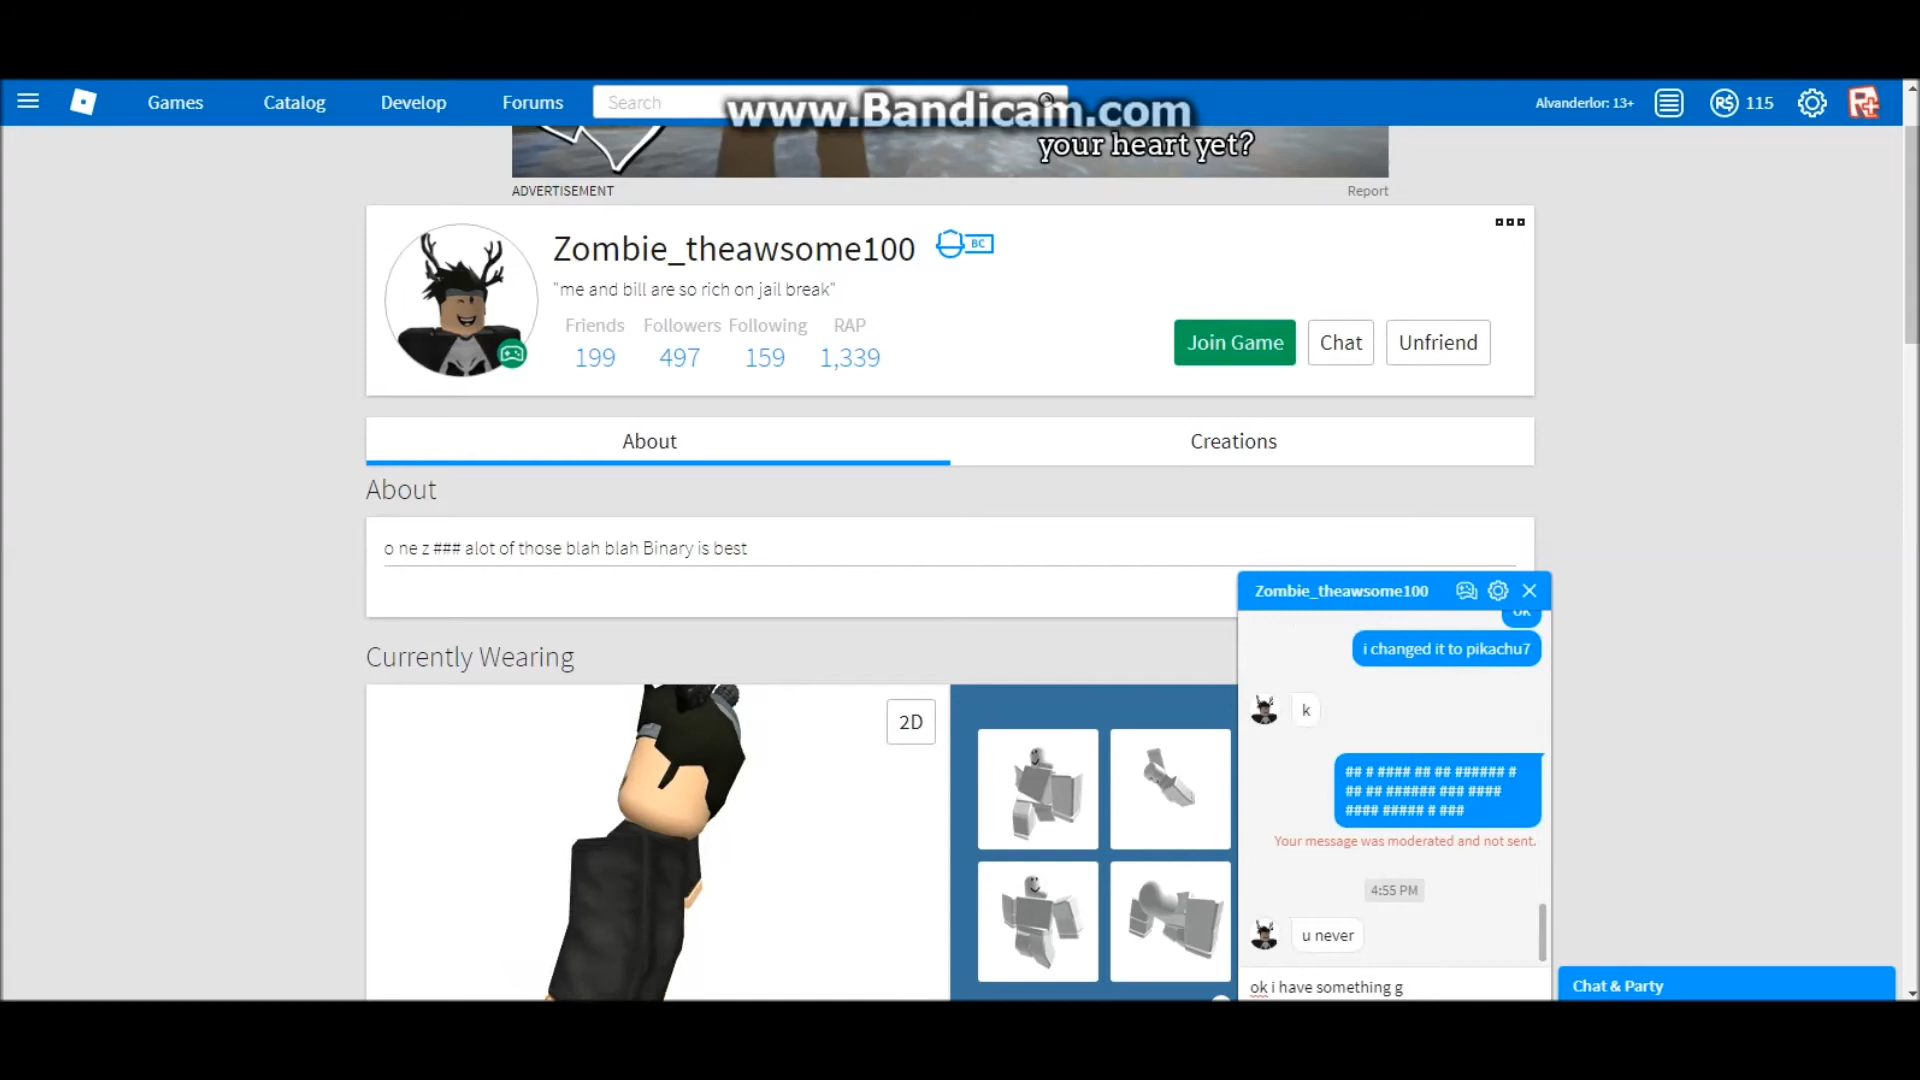 Games
Catalog
Develop
Forums
Search
www.Bandicam.com
Alvanderlor: 13+
R$ 115
your heart yet?
ADVERTISEMENT
Report
Zombie_theawsome100
BC
"me and bill are so rich on jail break"
Friends Followers Following RAP
199 497 159 1,339
Join Game
Chat
Unfriend
About
Creations
About
o ne z ### alot of those blah blah Binary is best
Currently Wearing
2D
Zombie_theawsome100
ok
i changed it to pikachu7
k
## # #### ## ## ###### #
## ## ###### ### ####
#### ##### # ###
Your message was moderated and not sent.
4:55 PM
u never
ok i have something g
Chat & Party